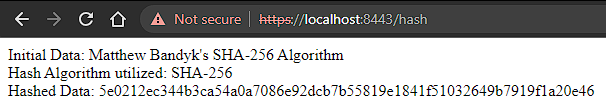 Not secure | https://localhost:8443/hash
Initial Data: Matthew Bandyk's SHA-256 Algorithm
Hash Algorithm utilized: SHA-256
Hashed Data: 5e0212ec344b3ca54a0a7086e92dcb7b55819e1841f51032649b7919f1a20e46